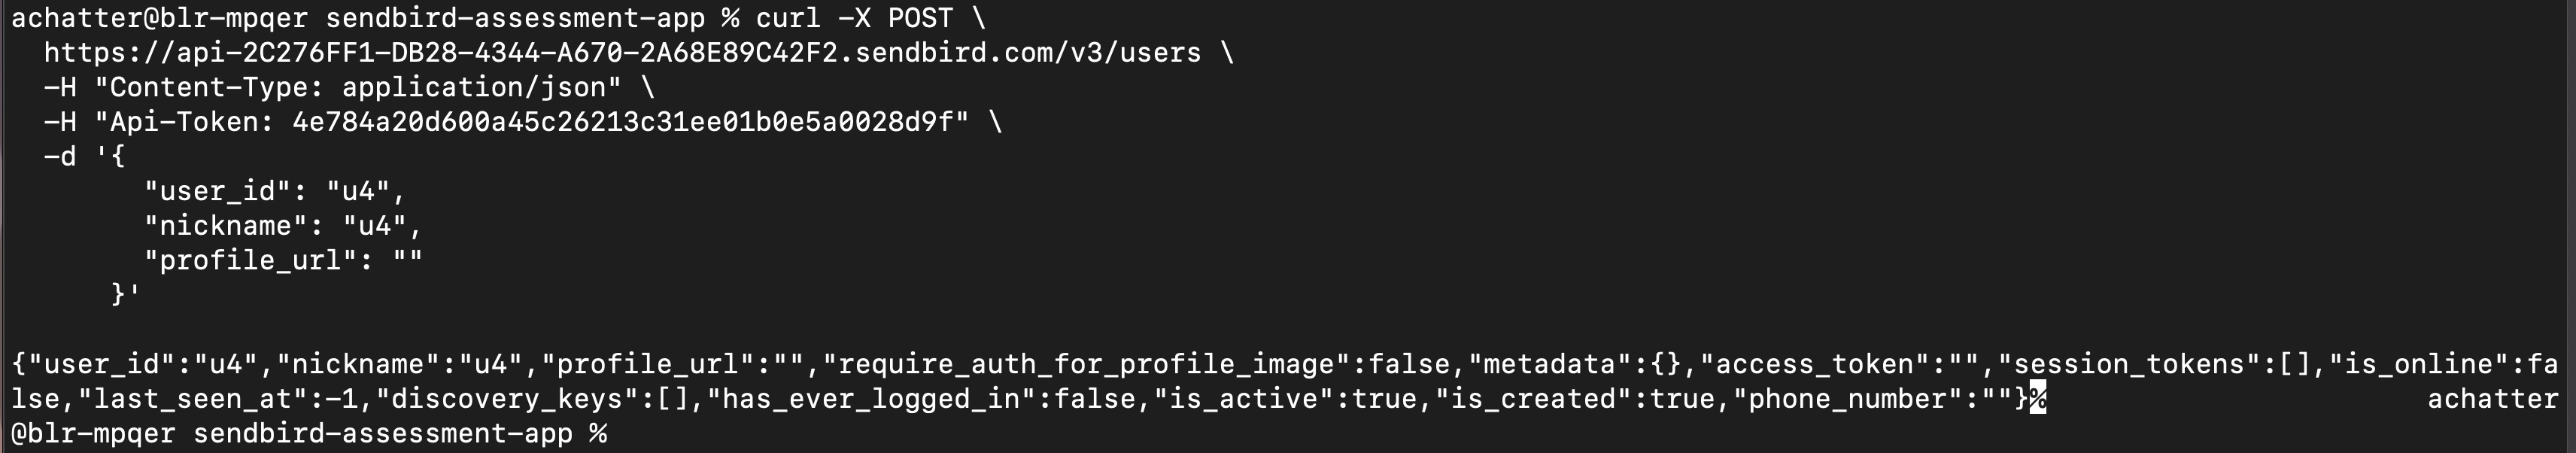 achatter@blr-mpqer sendbird-assessment-app % curl -X POST \
  https://api-2C276FF1-DB28-4344-A670-2A68E89C42F2.sendbird.com/v3/users \
  -H "Content-Type: application/json" \
  -H "Api-Token: 4e784a20d600a45c26213c31ee01b0e5a0028d9f" \
  -d '{
        "user_id": "u4",
        "nickname": "u4",
        "profile_url": ""
      }'

{"user_id":"u4","nickname":"u4","profile_url":"","require_auth_for_profile_image":false,"metadata":{},"access_token":"","session_tokens":[],"is_online":fa
lse,"last_seen_at":-1,"discovery_keys":[],"has_ever_logged_in":false,"is_active":true,"is_created":true,"phone_number":""}% achatter
@blr-mpqer sendbird-assessment-app %